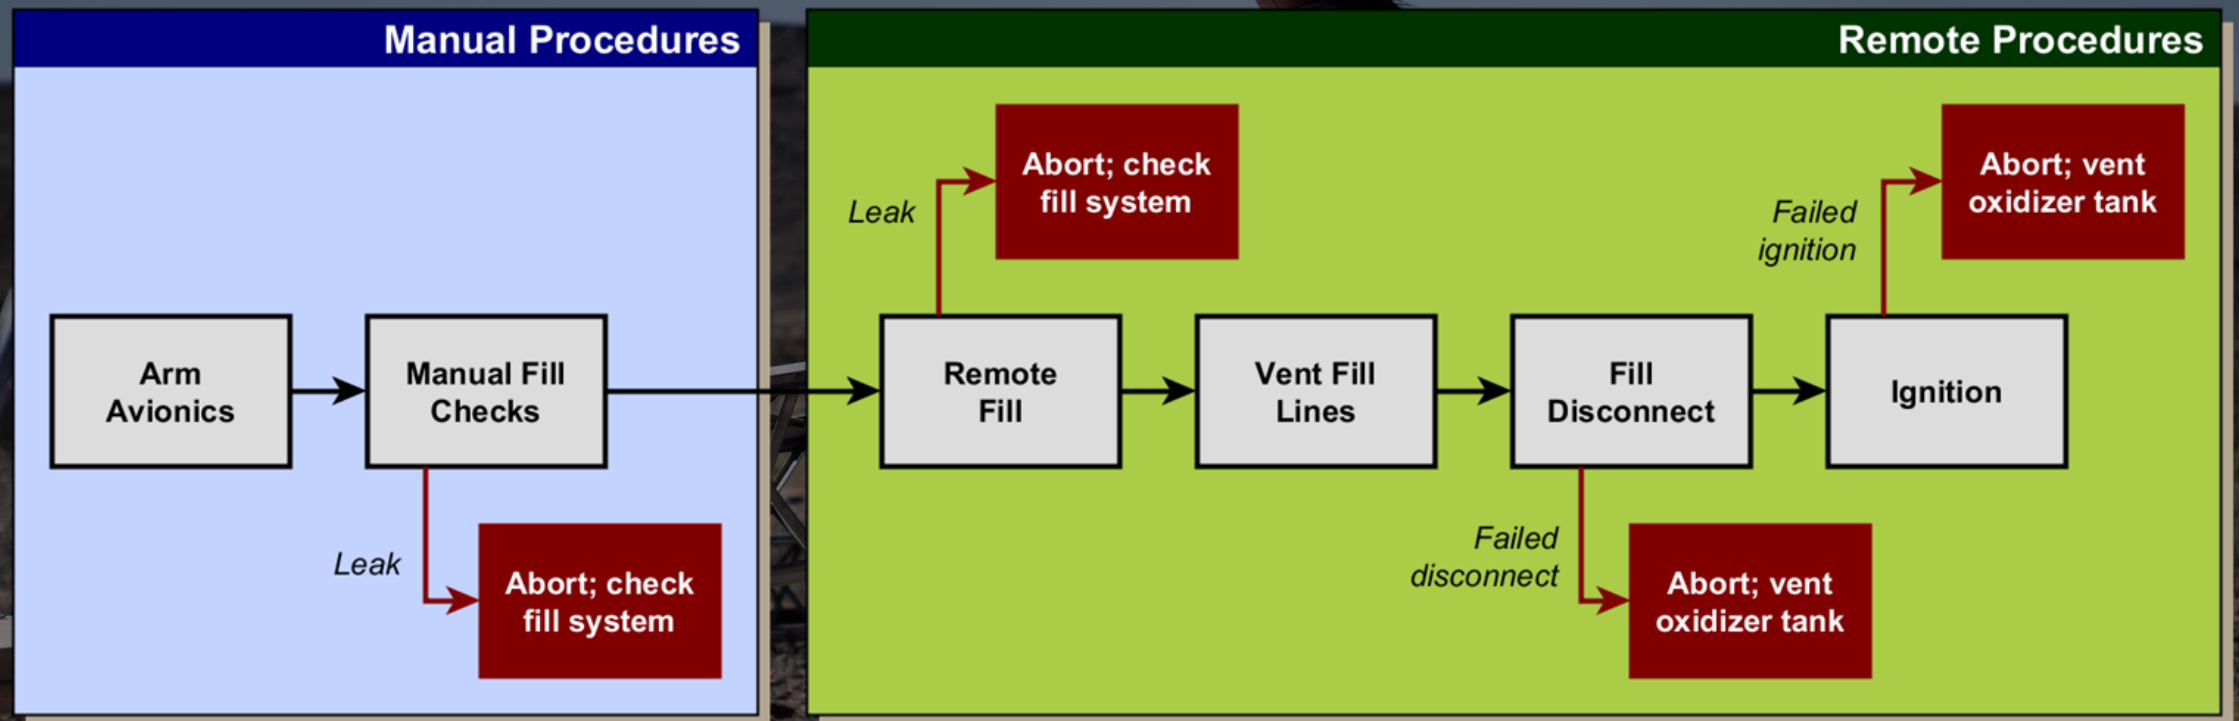 Manual Procedures
Arm
Avionics
Manual Fill
Checks
Leak
Abort; check
fill system
Remote Procedures
Leak
Abort; check
fill system
Failed
ignition
Abort; vent
oxidizer tank
Remote
Fill
Vent Fill
Lines
Fill
Disconnect
Ignition
Failed
disconnect
Abort; vent
oxidizer tank